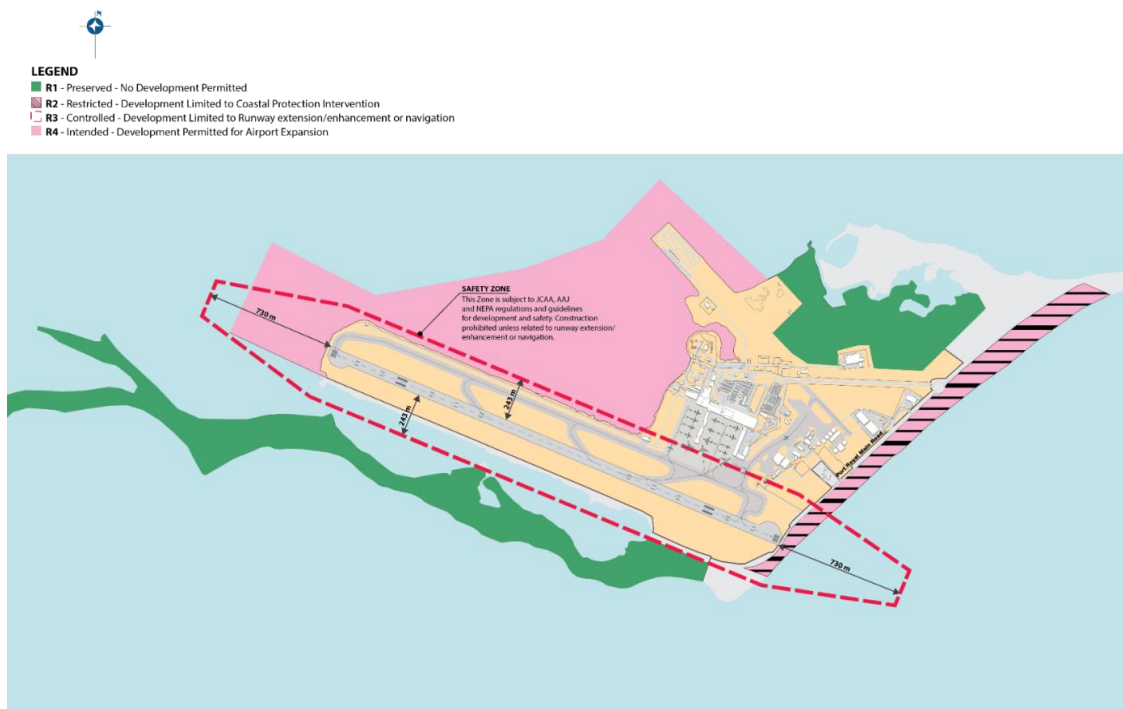 N
LEGEND
R1 - Preserved - No Development Permitted
R2 - Restricted - Development Limited to Coastal Protection Intervention
R3 - Controlled - Development Limited to Runway extension/enhancement or navigation
R4 - Intended - Development Permitted for Airport Expansion
SAFETY ZONE
This Zone is subject to JCAA, AAJ
and NEPA regulations and guidelines
for development and safety. Construction
prohibited unless related to runway extension/
enhancement or navigation.
730 m
243 m
243 m
Port Royal Main Road
730 m